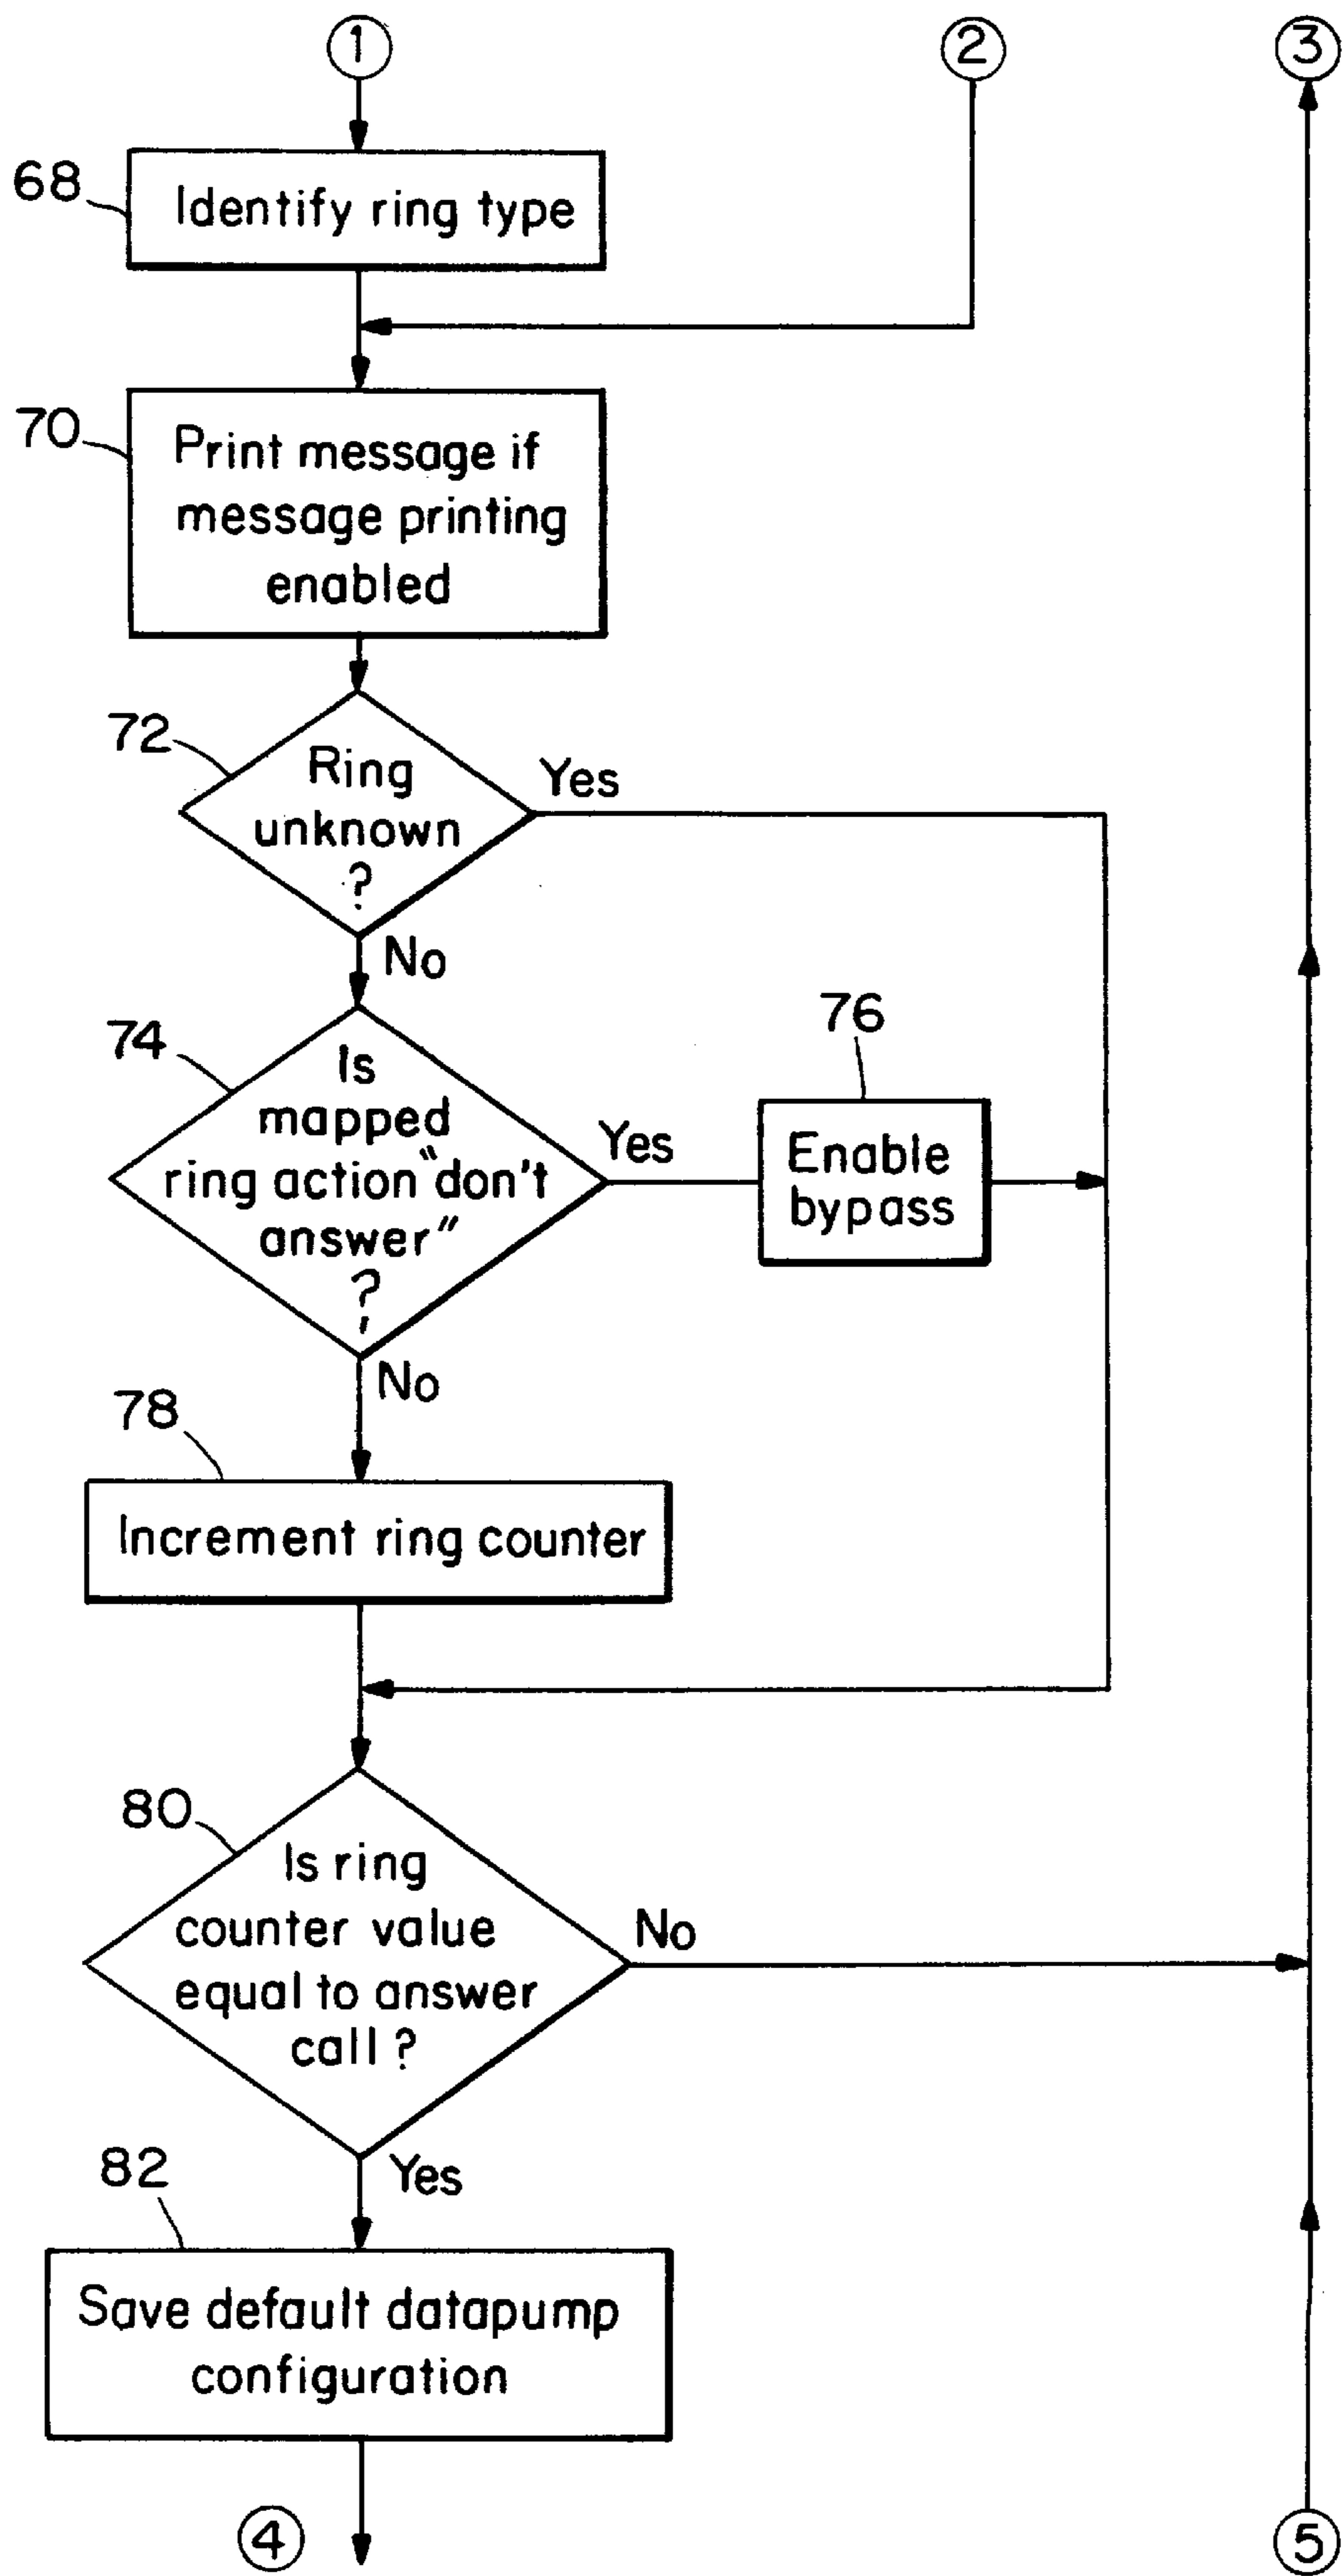 1
2
3
68
Identify ring type
70
Print message if
message printing
enabled
72
Ring
unknown
?
Yes
No
74
Is
mapped
ring action "don't
answer"
?
Yes
76
Enable
bypass
No
78
Increment ring counter
80
Is ring
counter value
equal to answer
call?
No
Yes
82
Save default datapump
configuration
4
5